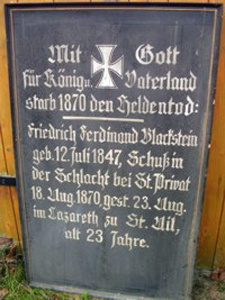 Mit Gott
für König u. Vaterland
starb 1870 den Heldentod:
Friedrich Ferdinand Blackstein
geb. 12. Juli 1847, Schuß in
der Schlacht bei St. Privat
18. Aug. 1870, gest. 23. Aug.
im Lazareth zu St. Ail,
alt 23 Jahre.